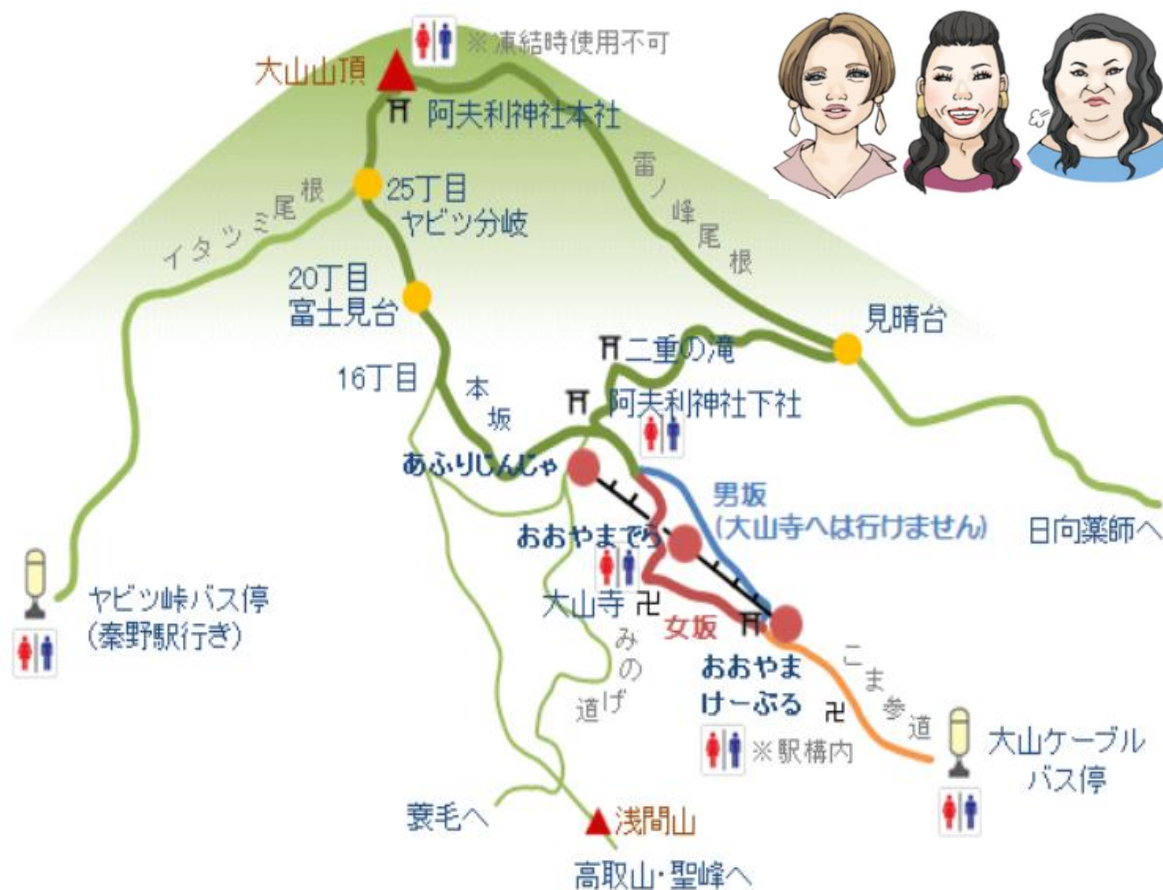 ※凍結時使用不可
大山山頂
阿夫利神社本社
25丁目
ヤビツ分岐
イタツミ尾根
雷ノ峰尾根
20丁目
富士見台
見晴台
二重の滝
16丁目
本坂
阿夫利神社下社
あふりじんじゃ
男坂
(大山寺へは行けません)
おおやまでら
日向薬師へ
ヤビツ峠バス停
(秦野駅行き)
大山寺 卍
女坂
みのげ道
おおやま
けーぶる
卍
こま参道
※駅構内
大山ケーブル
バス停
蓑毛へ
浅間山
高取山・聖峰へ